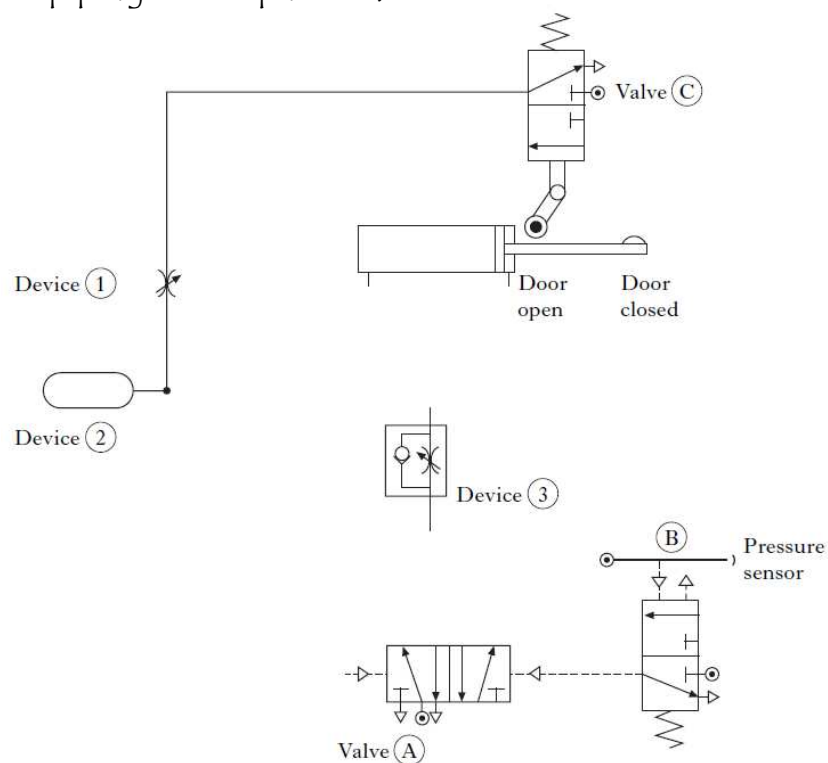 Valve C
Device 1
Door open
Door closed
Device 2
Device 3
B
Pressure sensor
Valve A